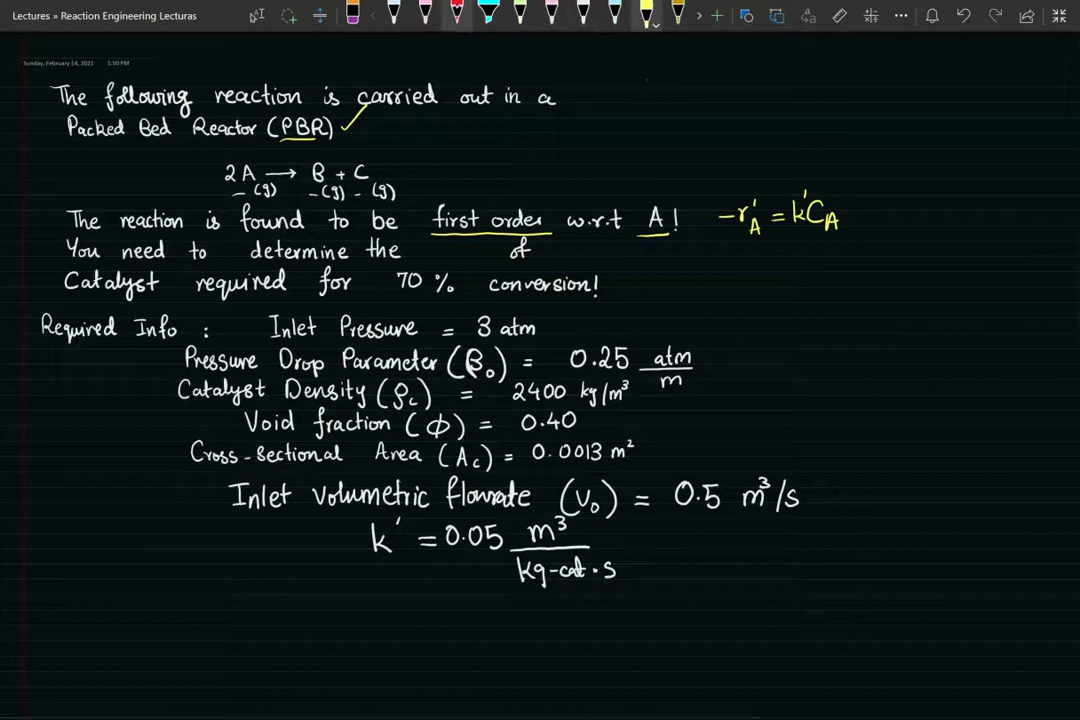 Lectures » Reaction Engineering Lecturas
Sunday, February 14, 2021 1:50 PM
The following reaction is carried out in a
Packed Bed Reactor (PBR) ✓
2A → B + C
-(g) -(g) -(g)
The reaction is found to be first order w.r.t A! -r'A = k'CA
You need to determine the of
Catalyst required for 70 % conversion!
Required Info : Inlet Pressure = 3 atm
Pressure Drop Parameter (β₀) = 0.25 atm/m
Catalyst Density (ρc) = 2400 kg/m³
Void fraction (φ) = 0.40
Cross-sectional Area (Ac) = 0.0013 m²
Inlet volumetric flowrate (v₀) = 0.5 m³/s
k' = 0.05 m³
kg-cat · s